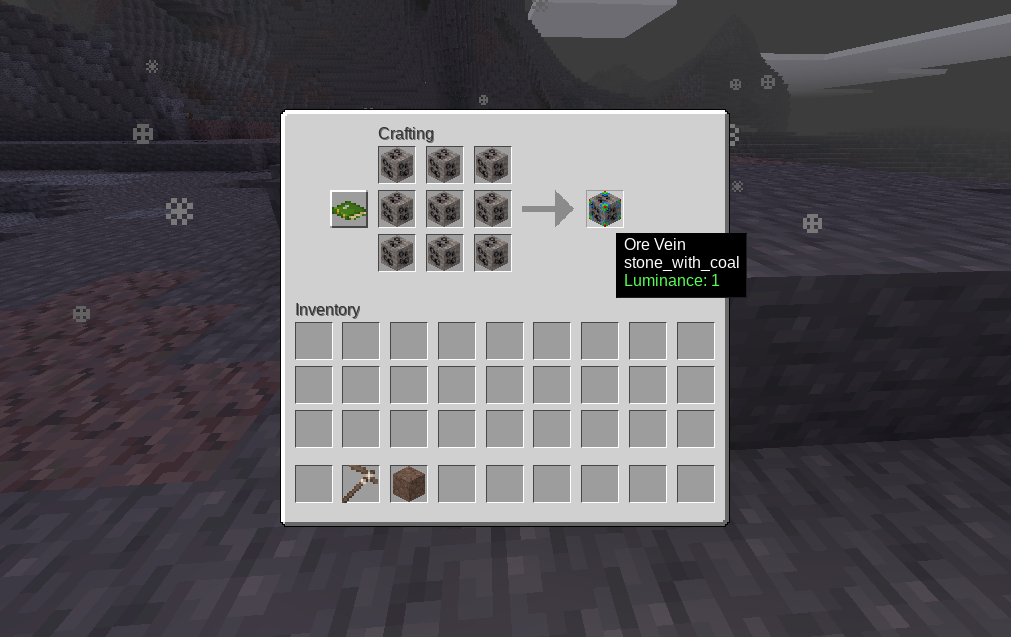 Crafting
Ore Vein
stone_with_coal
Luminance: 1
Inventory